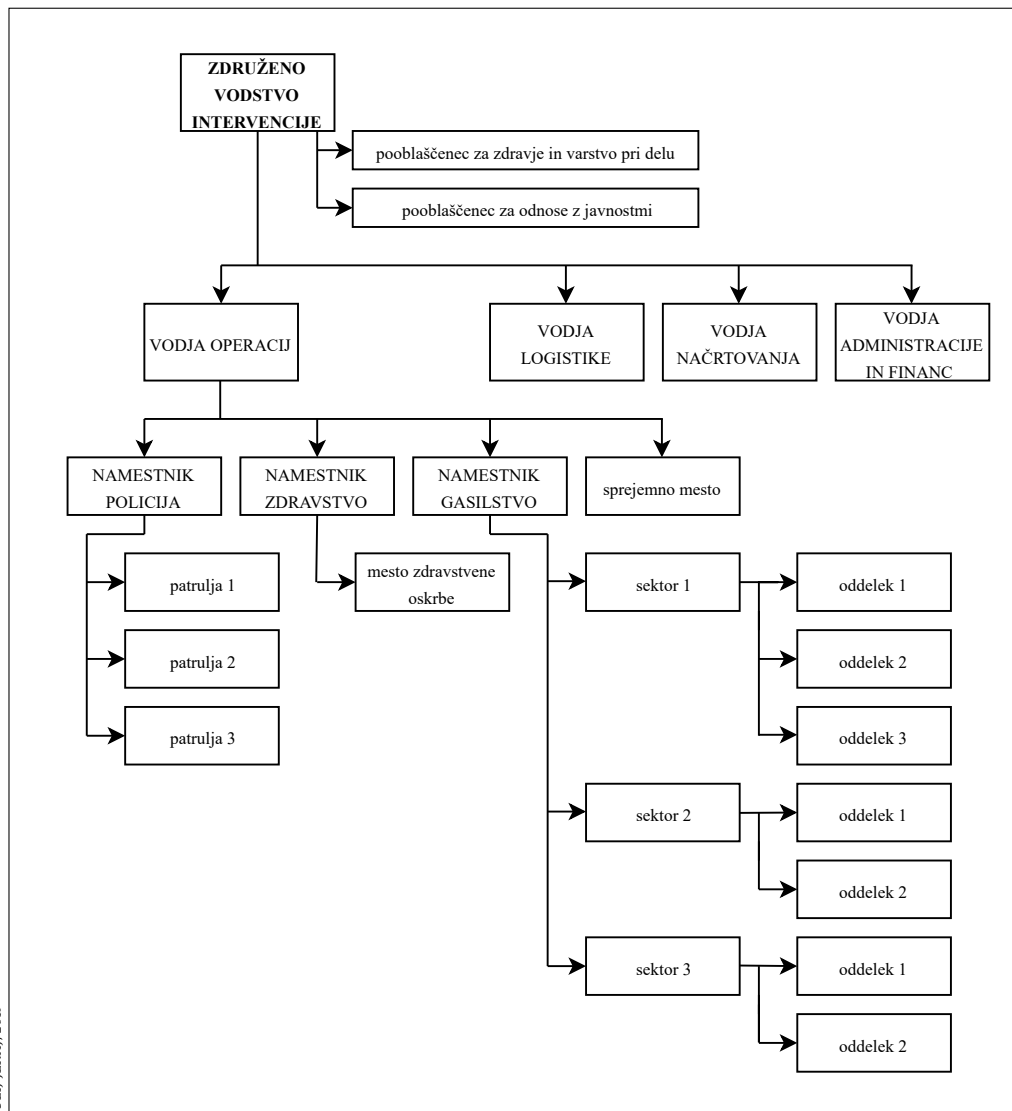 ZDRUŽENO
VODSTVO
INTERVENCIJE
pooblaščenec za zdravje in varstvo pri delu
pooblaščenec za odnose z javnostmi
VODJA OPERACIJ
VODJA
LOGISTIKE
VODJA
NAČRTOVANJA
VODJA
ADMINISTRACIJE
IN FINANC
NAMESTNIK
POLICIJA
NAMESTNIK
ZDRAVSTVO
NAMESTNIK
GASILSTVO
sprejemno mesto
patrulja 1
patrulja 2
patrulja 3
mesto zdravstvene
oskrbe
sektor 1
oddelek 1
oddelek 2
oddelek 3
sektor 2
oddelek 1
oddelek 2
sektor 3
oddelek 1
oddelek 2